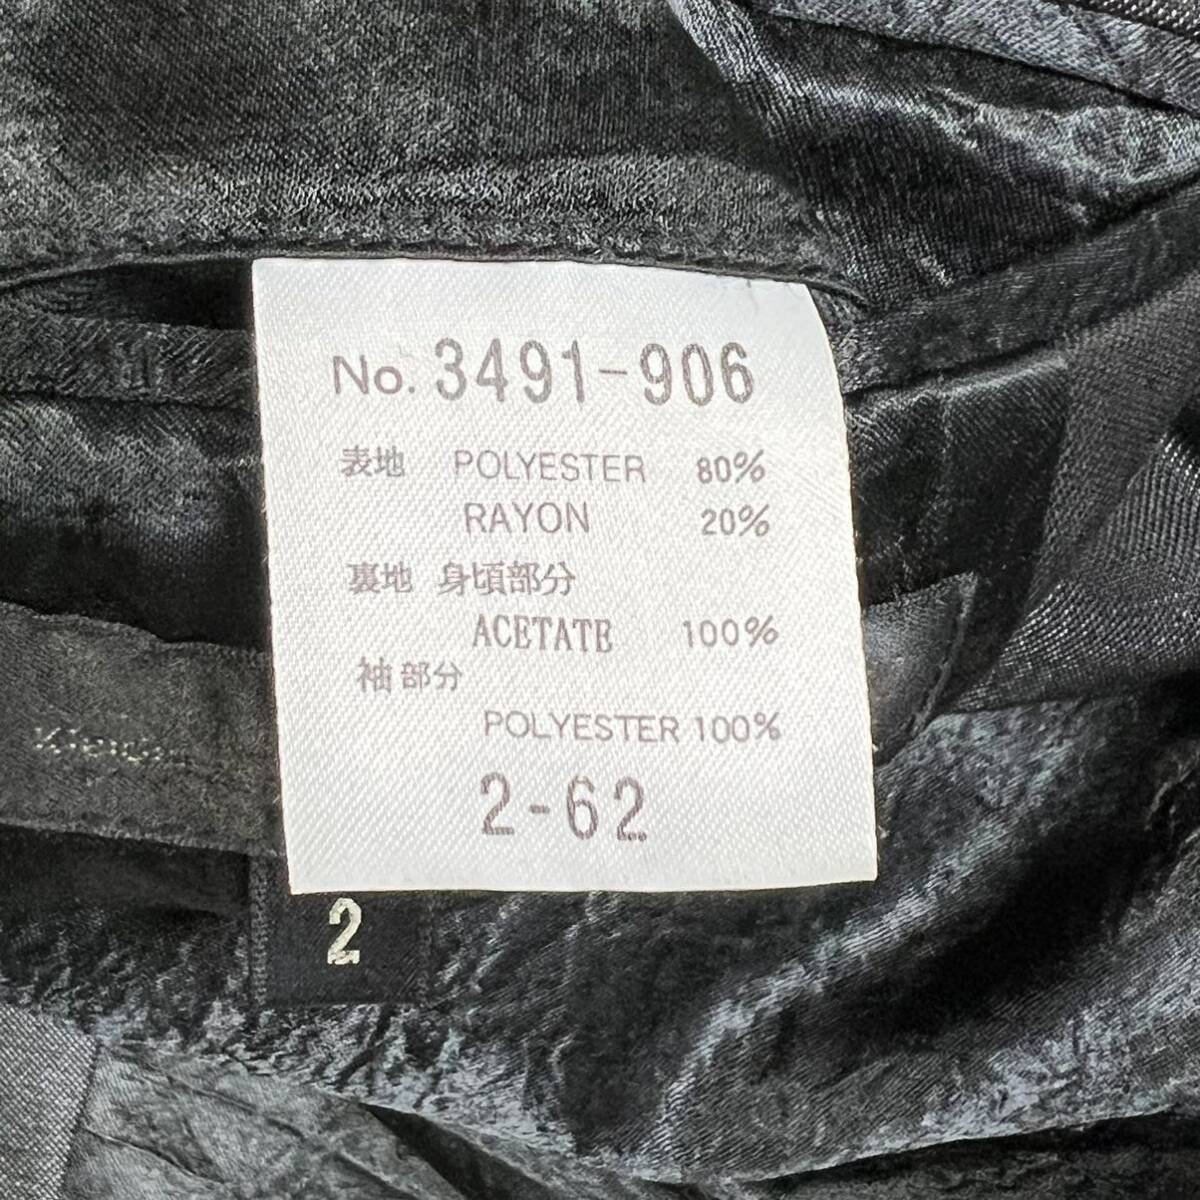 No. 3491-906
表地 POLYESTER 80%
RAYON 20%
裏地 身頃部分
ACETATE 100%
袖部分
POLYESTER 100%
2-62
2